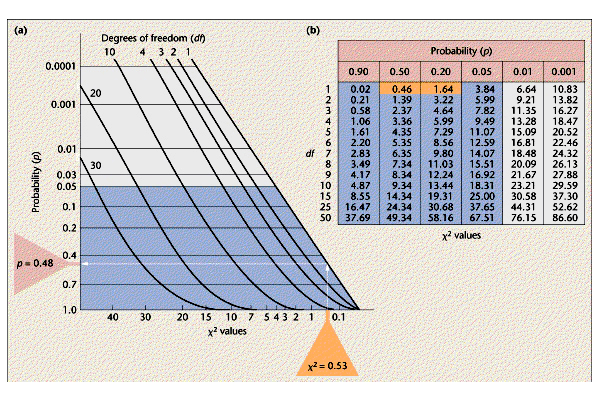 (a)
Degrees of freedom (df)
10 4 3 2 1
0.0001
20
0.001
0.01
30
0.03
0.05
Probability (p)
0.1
0.2
0.4
p = 0.48
0.7
1.0
40 30 20 15 10 7 5 4 3 2 1 0.1
χ² values
χ² = 0.53
(b)
Probability (p)
0.90 0.50 0.20 0.05 0.01 0.001
1 0.02 0.46 1.64 3.84 6.64 10.83
2 0.21 1.39 3.22 5.99 9.21 13.82
3 0.58 2.37 4.64 7.82 11.35 16.27
4 1.06 3.36 5.99 9.49 13.28 18.47
5 1.61 4.35 7.29 11.07 15.09 20.52
6 2.20 5.35 8.56 12.59 16.81 22.46
df 7 2.83 6.35 9.80 14.07 18.48 24.32
8 3.49 7.34 11.03 15.51 20.09 26.13
9 4.17 8.34 12.24 16.92 21.67 27.88
10 4.87 9.34 13.44 18.31 23.21 29.59
15 8.55 14.34 19.31 25.00 30.58 37.30
25 16.47 24.34 30.68 37.65 44.31 52.62
50 37.69 49.34 58.16 67.51 76.15 86.60
χ² values